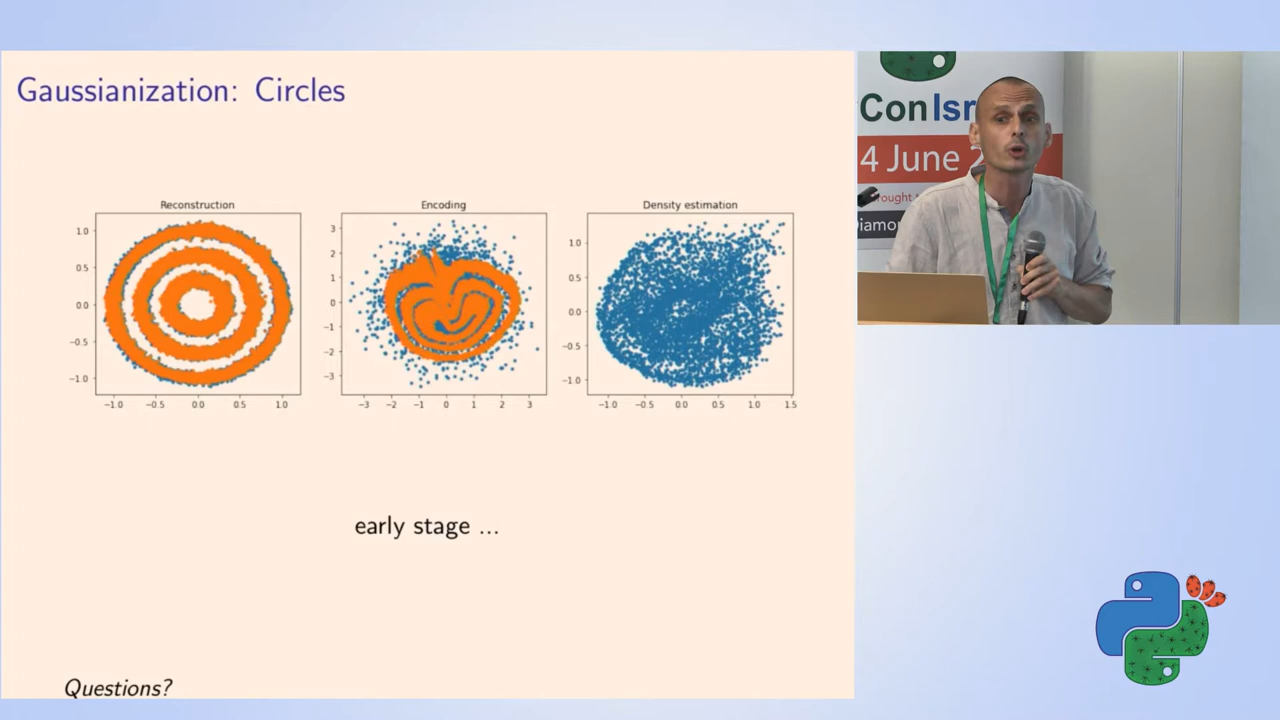 Gaussianization: Circles
Reconstruction
Encoding
Density estimation
1.0
0.5
0.0
−0.5
−1.0
−1.0 −0.5 0.0 0.5 1.0
3
2
1
0
−1
−2
−3
−3 −2 −1 0 1 2 3
1.0
0.5
0.0
−0.5
−1.0
−1.0 −0.5 0.0 0.5 1.0 1.5
early stage ...
Questions?
Con Isr
4 June 2